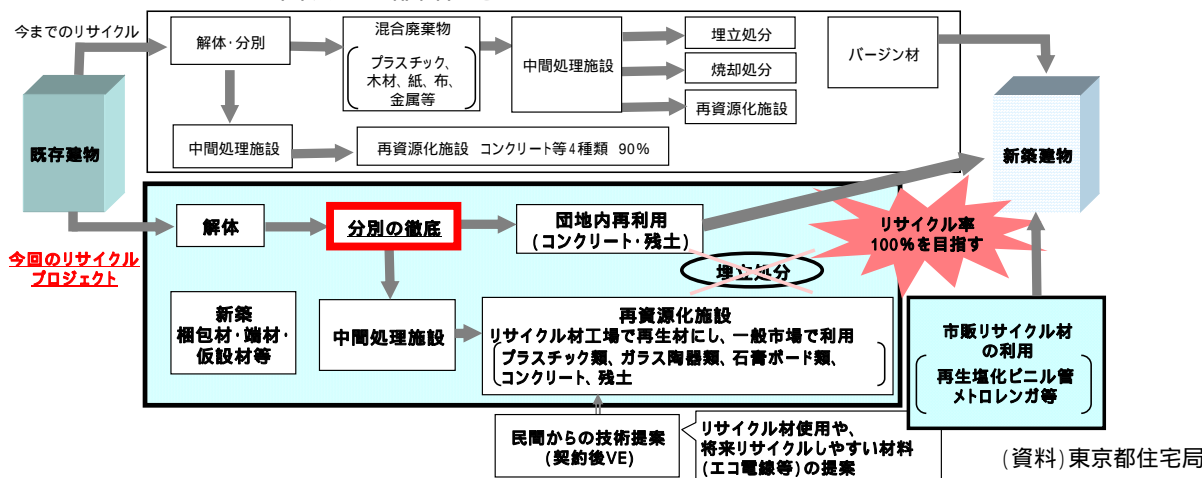 今までのリサイクル
解体・分別
混合廃棄物
プラスチック、
木材、紙、布、
金属等
中間処理施設
埋立処分
焼却処分
再資源化施設
バージン材
中間処理施設
再資源化施設 コンクリート等4種類 90%
既存建物
新築建物
今回のリサイクル
プロジェクト
解体
分別の徹底
団地内再利用
(コンクリート・残土)
リサイクル率
100%を目指す
埋立処分
新築
梱包材・端材・
仮設材等
中間処理施設
再資源化施設
リサイクル材工場で再生材にし、一般市場で利用
プラスチック類、ガラス陶器類、石膏ボード類、
コンクリート、残土
市販リサイクル材
の利用
再生塩化ビニル管
メトロレンガ等
民間からの技術提案
(契約後VE)
リサイクル材使用や、
将来リサイクルしやすい材料
(エコ電線等)の提案
(資料)東京都住宅局